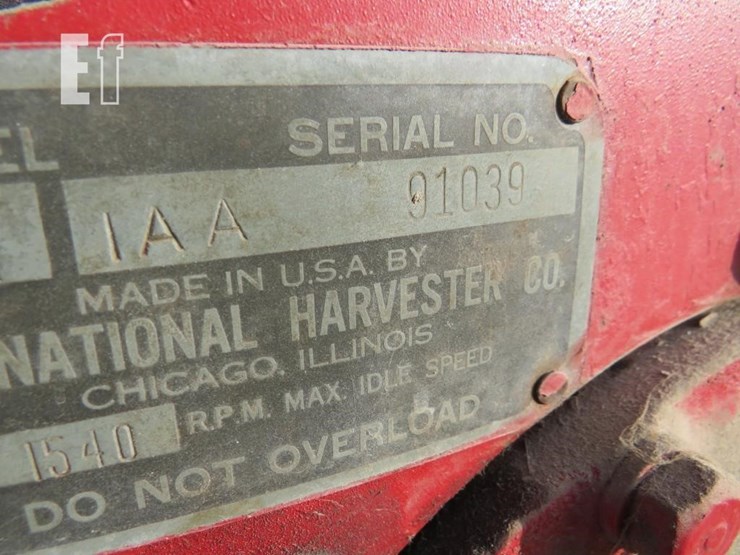 Ef
EL SERIAL NO.
IAA 91039
MADE IN U.S.A. BY
NATIONAL HARVESTER CO.
CHICAGO, ILLINOIS
1540 R.P.M. MAX. IDLE SPEED
DO NOT OVERLOAD